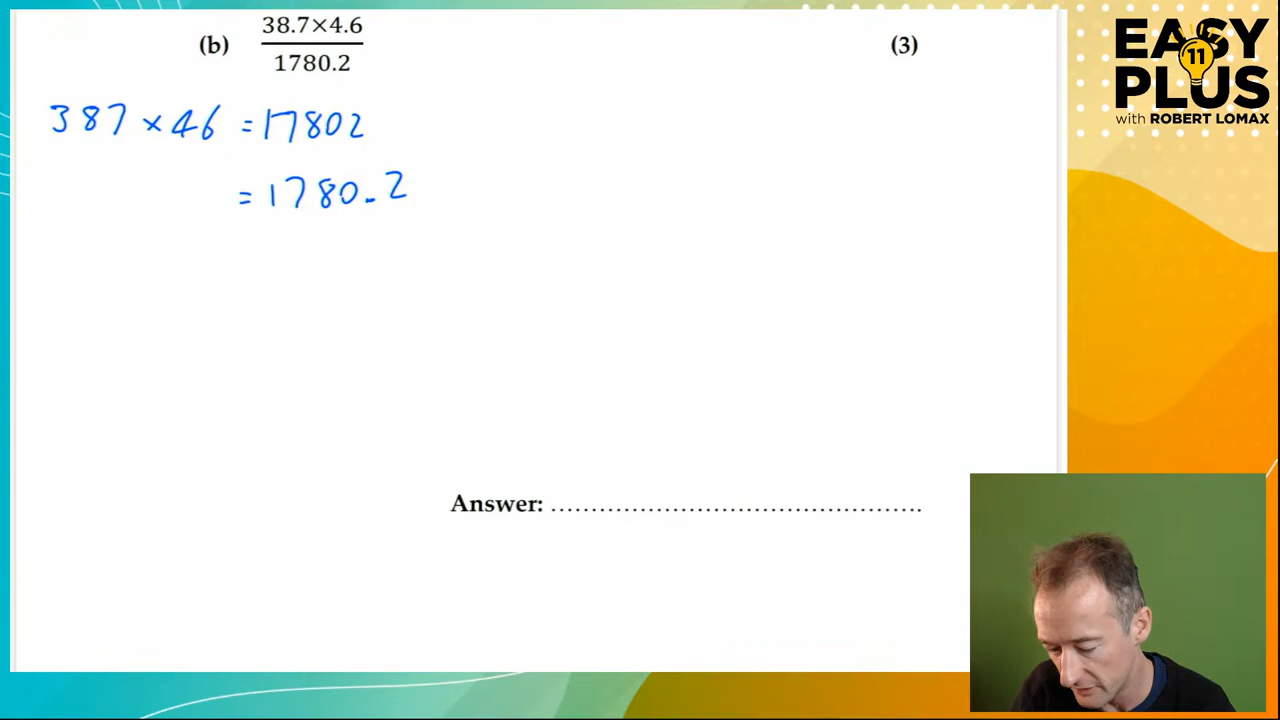 (b) 38.7×4.6 (3)
1780.2
387 × 46 = 17802
= 1780.2
Answer: ................................................
EASY
11
PLUS
with ROBERT LOMAX